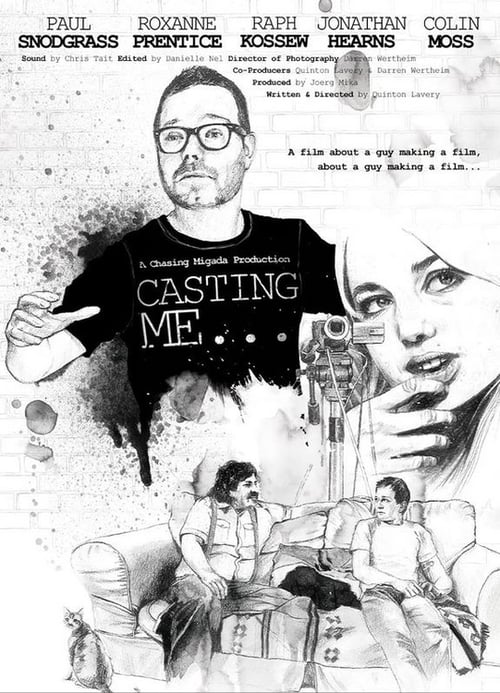 PAUL ROXANNE RAPH JONATHAN COLIN
SNODGRASS PRENTICE KOSSEW HEARNS MOSS
Sound by Chris Tait Edited by Danielle Nel Director of Photography Darren Wertheim
Co-Producers Quinton Lavery & Darren Wertheim
Produced by Joerg Mika
Written & Directed by Quinton Lavery
A film about a guy making a film,
about a guy making a film...
A Chasing Migada Production
CASTING
ME....